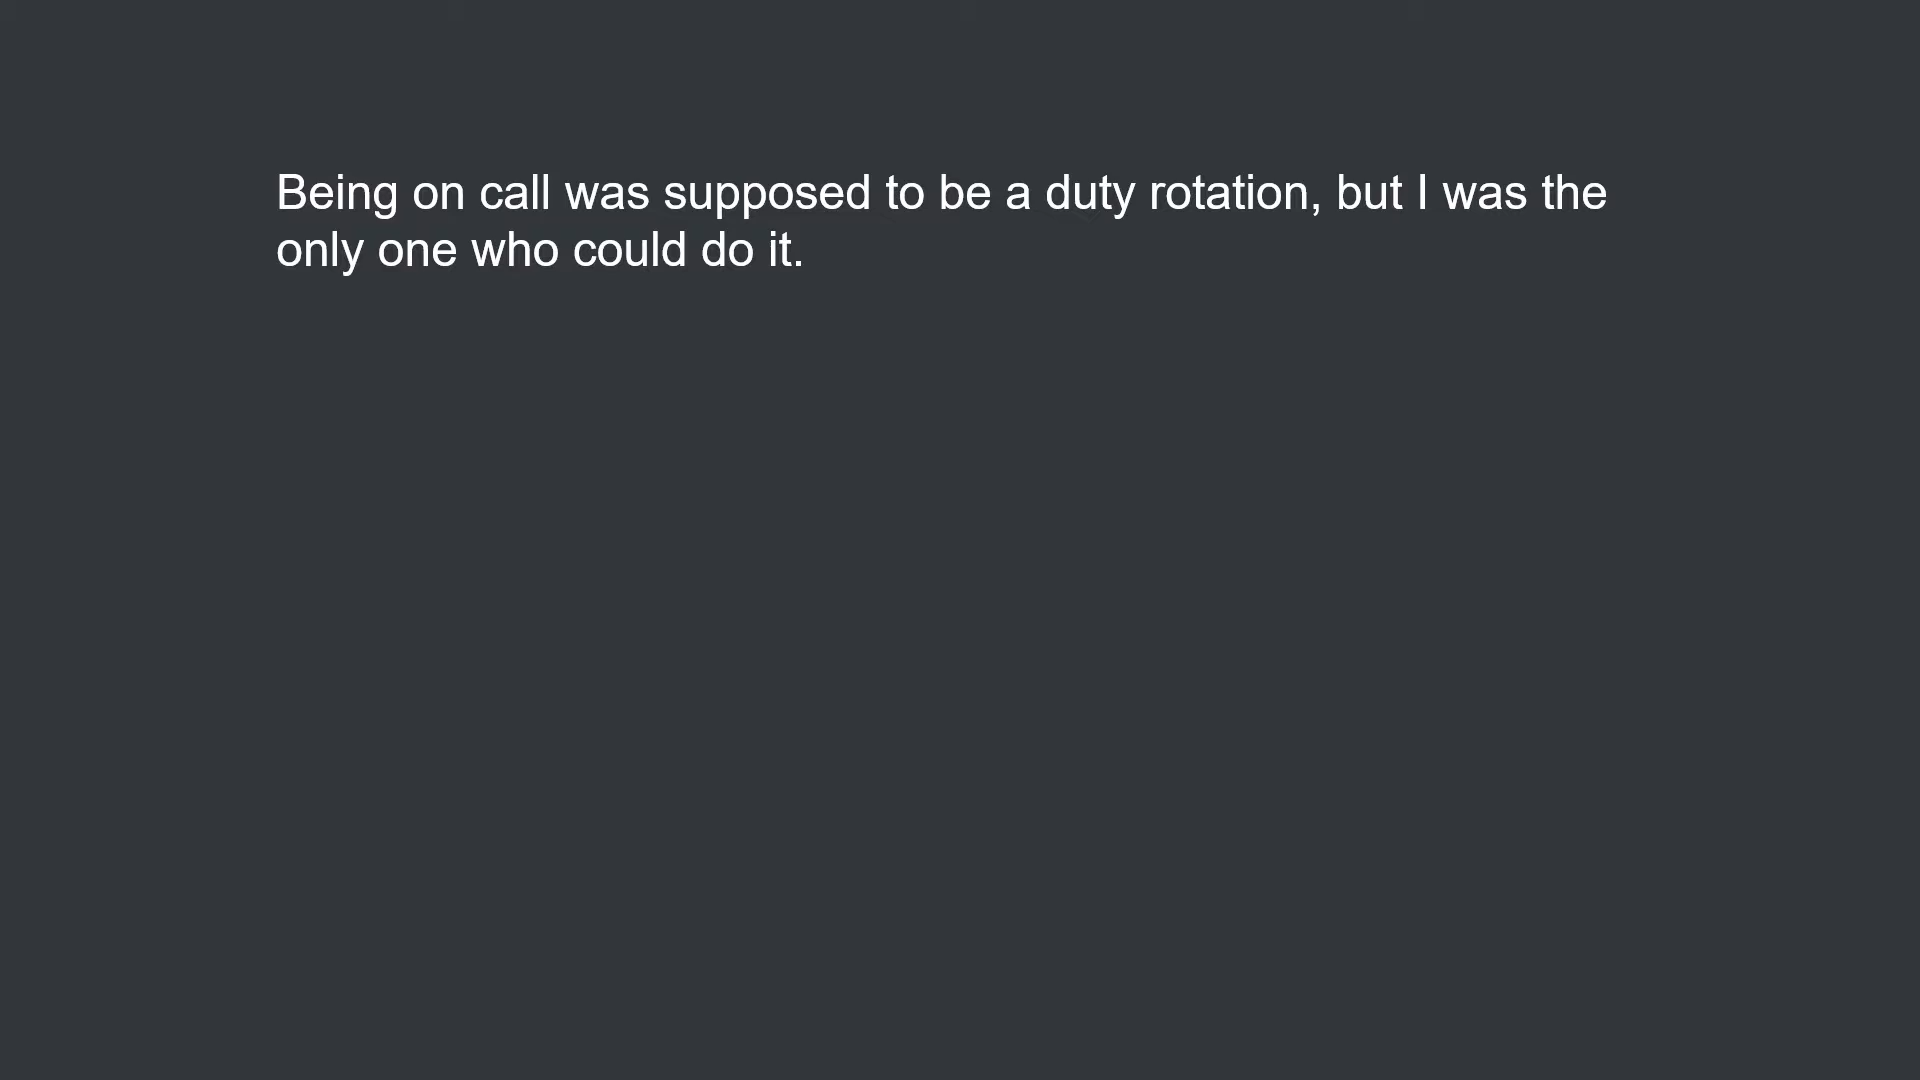 Being on call was supposed to be a duty rotation, but I was the
only one who could do it.